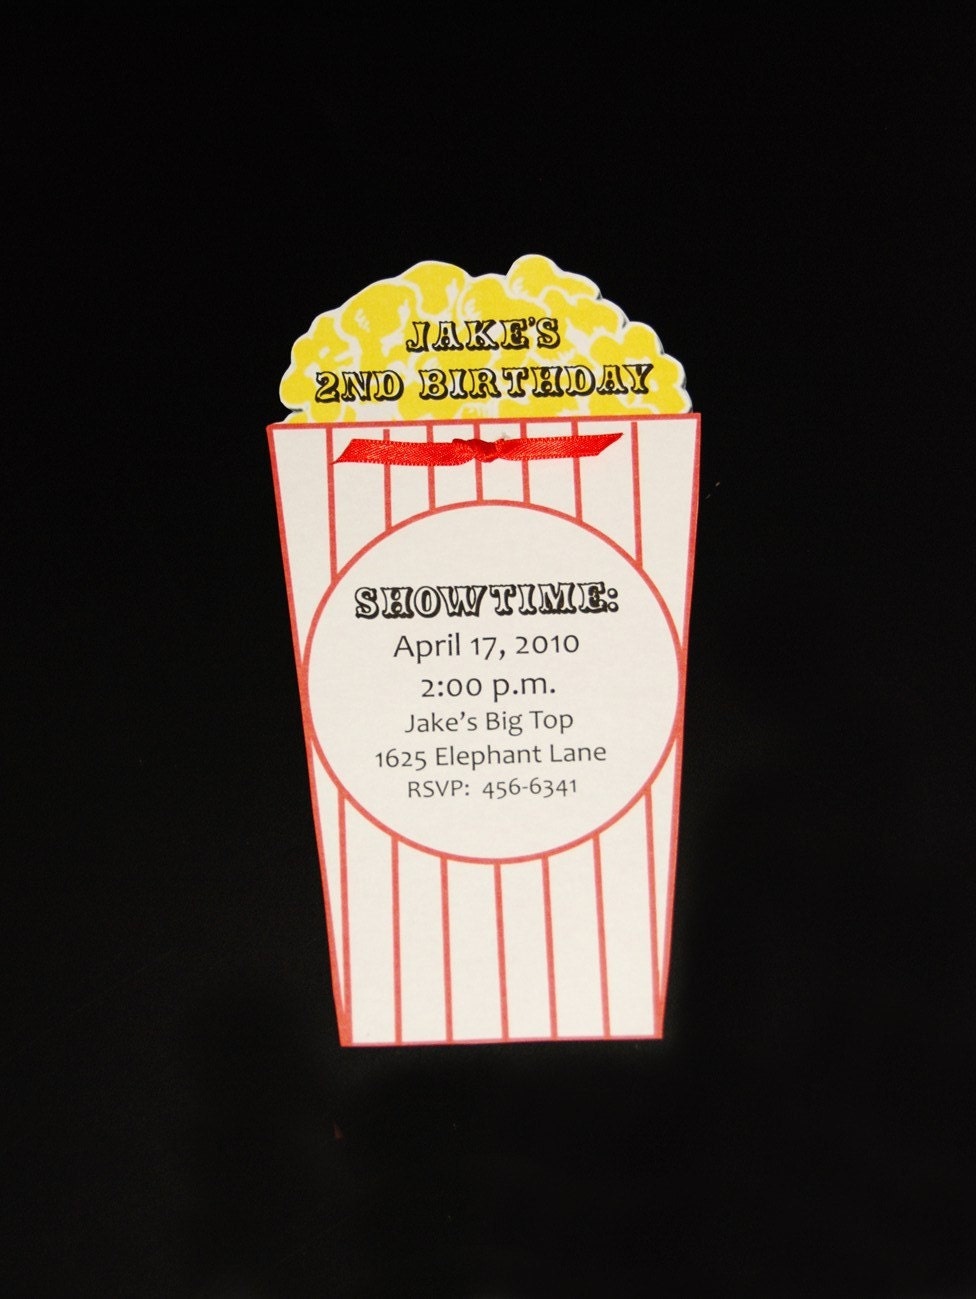 JAKE'S
2ND BIRTHDAY
SHOWTIME:
April 17, 2010
2:00 p.m.
Jake's Big Top
1625 Elephant Lane
RSVP: 456-6341